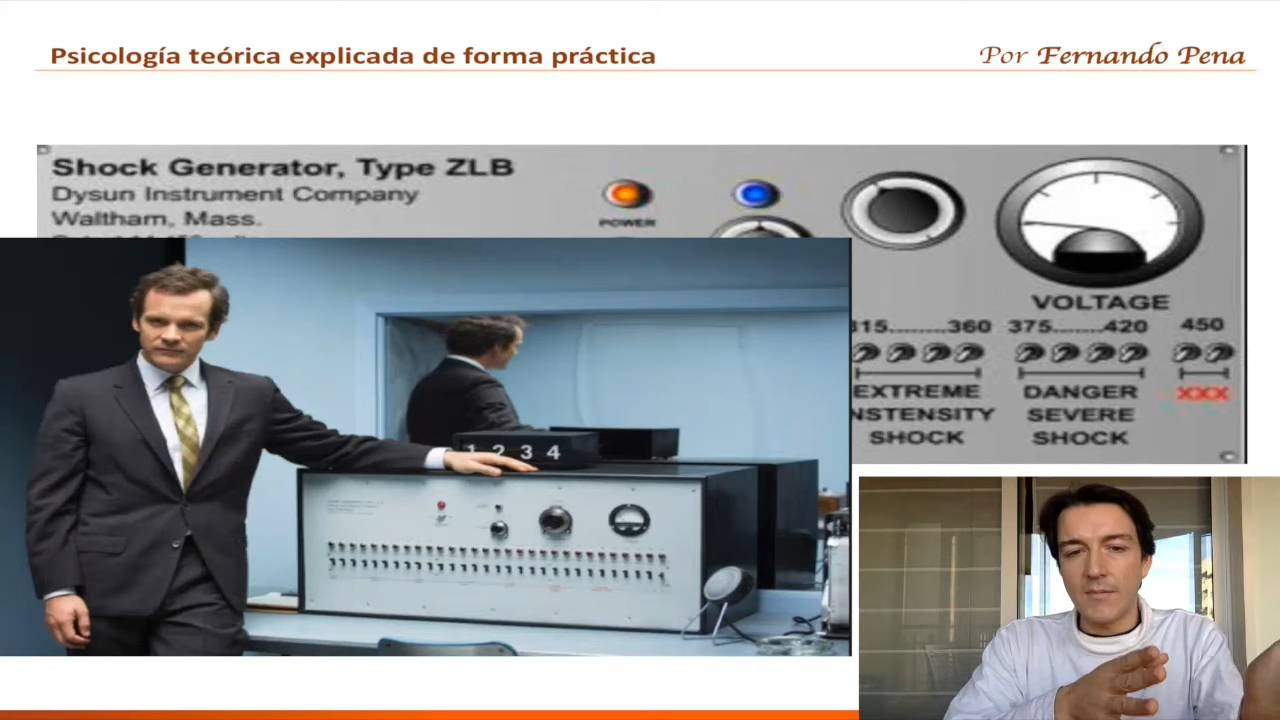 Psicología teórica explicada de forma práctica
Por Fernando Pena
Shock Generator, Type ZLB
Dysun Instrument Company
Waltham, Mass.
POWER
VOLTAGE
315........360 375.......420 450
EXTREME
INSTENSITY
SHOCK
DANGER
SEVERE
SHOCK
XXX
1 2 3 4